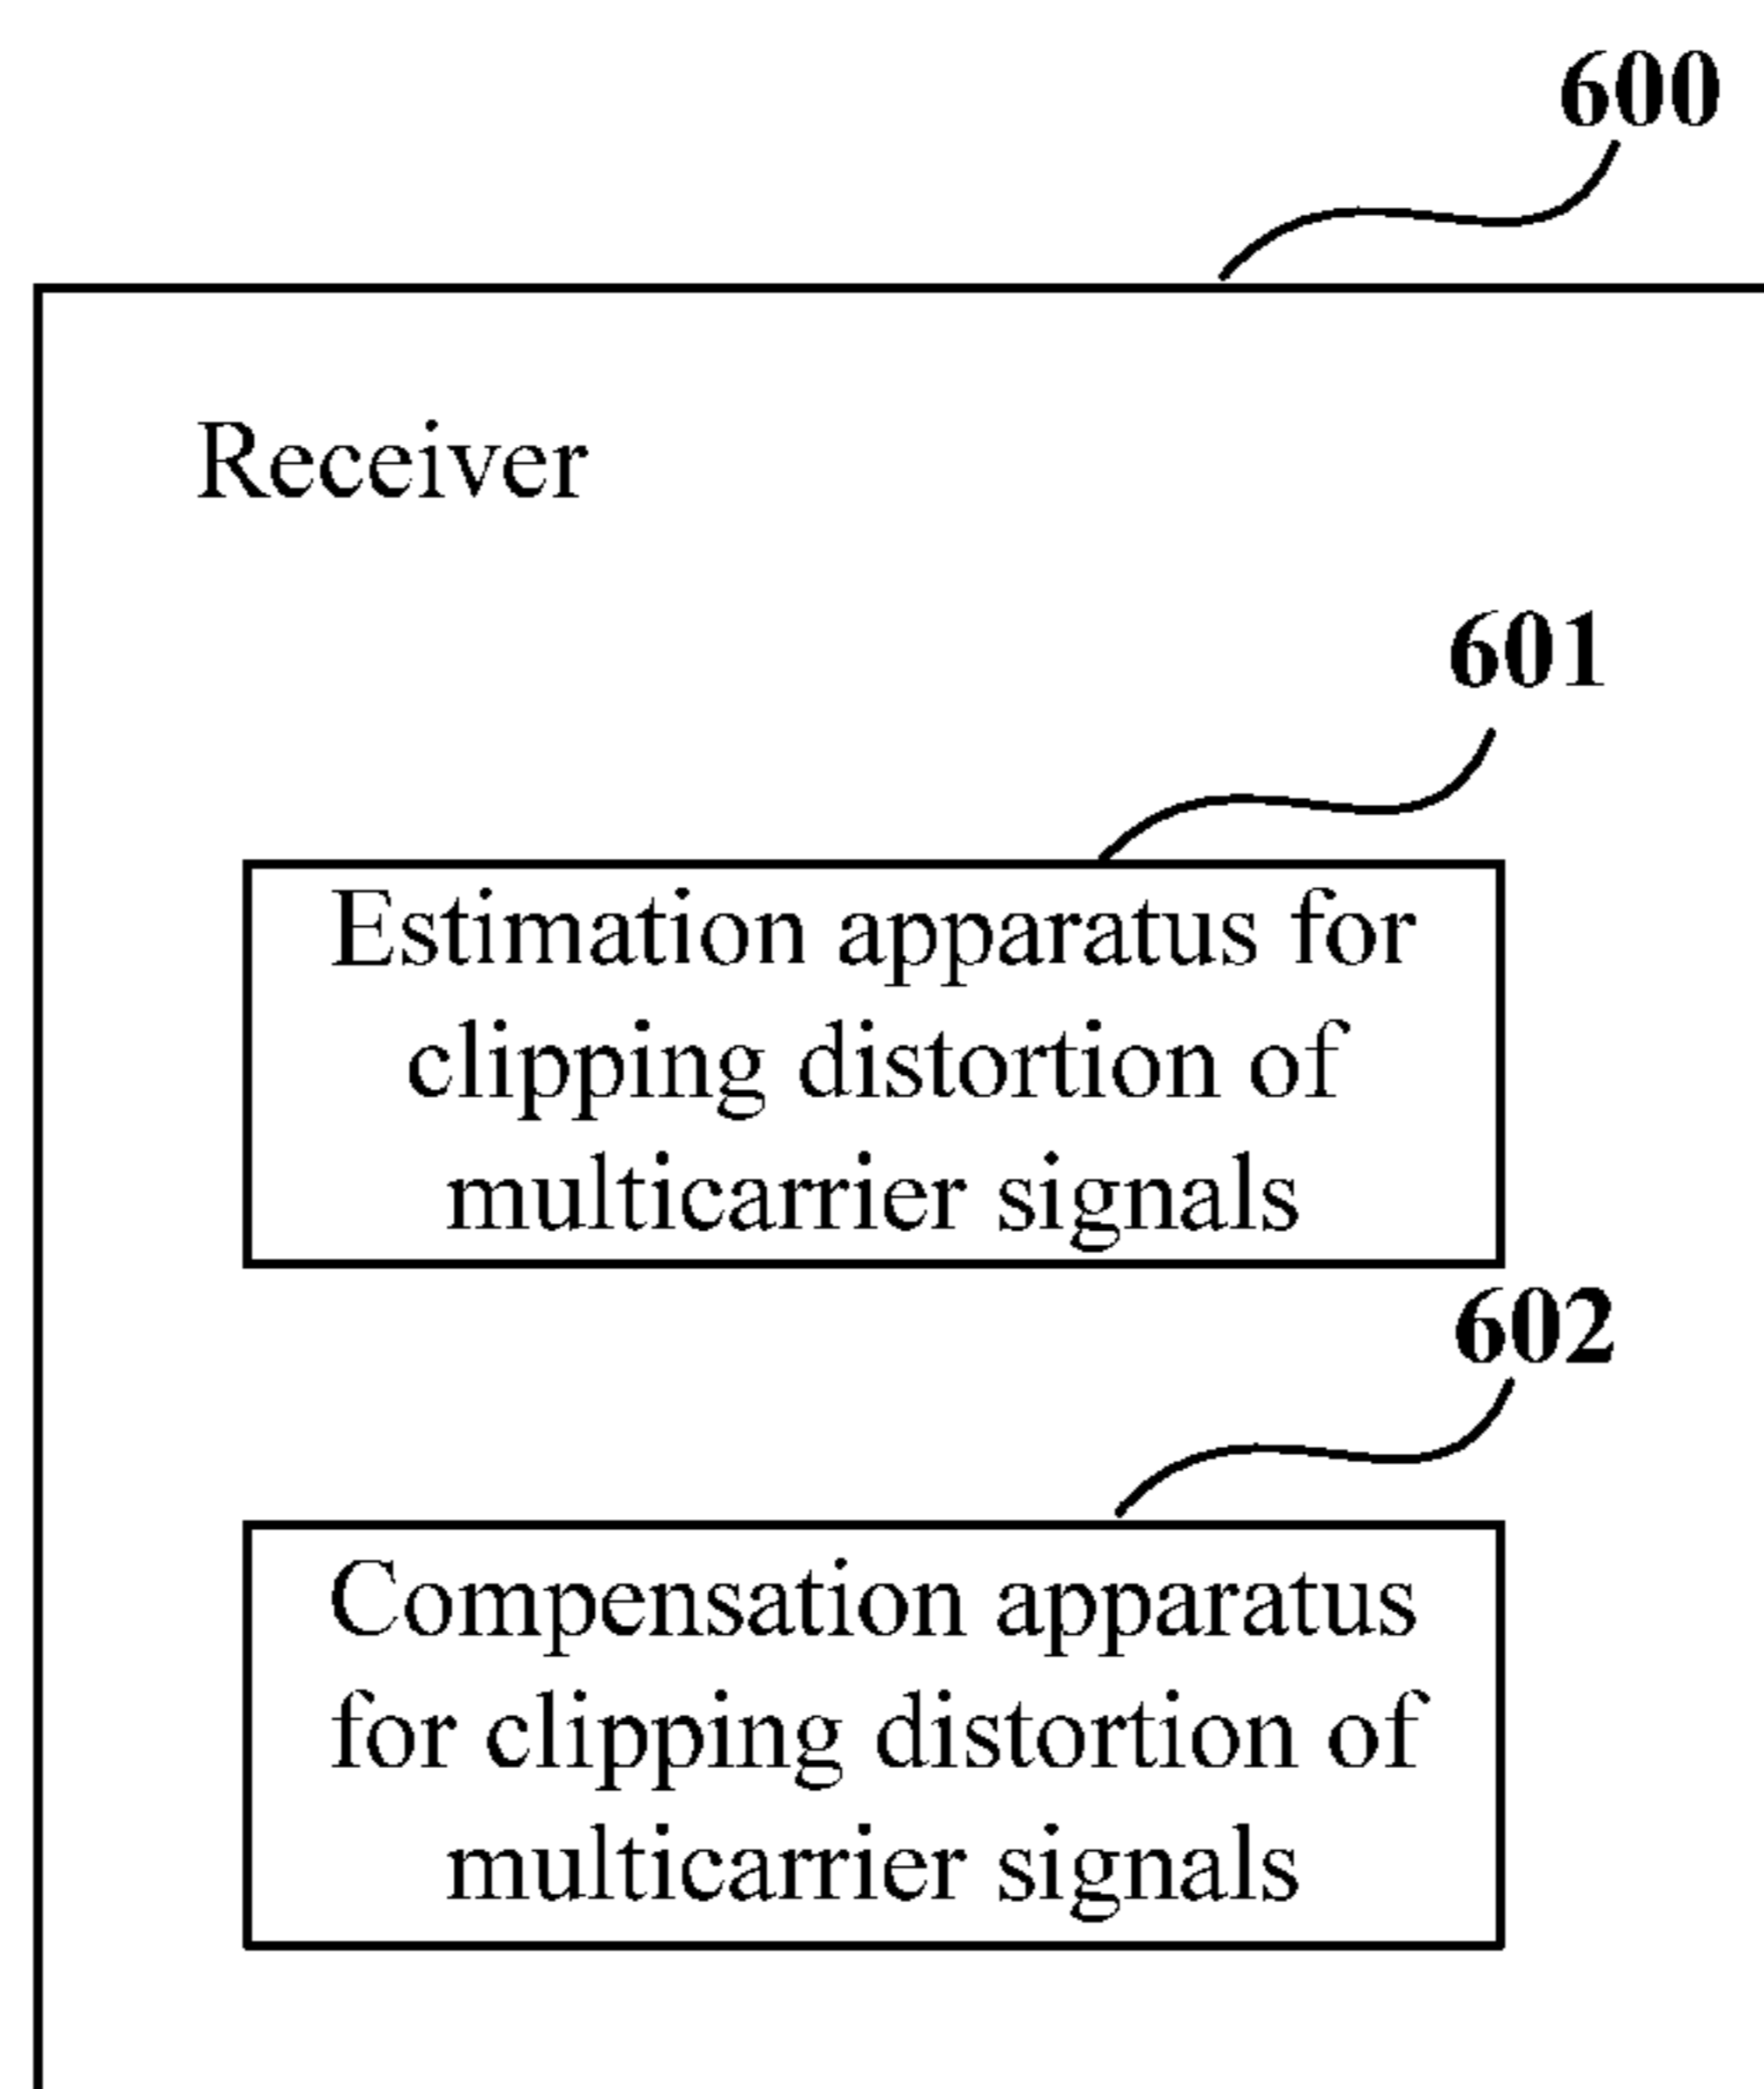 600
Receiver
601
Estimation apparatus for
clipping distortion of
multicarrier signals
602
Compensation apparatus
for clipping distortion of
multicarrier signals